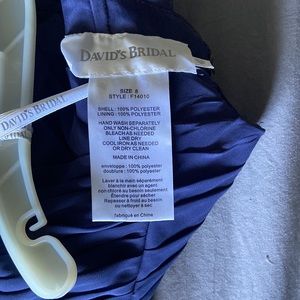 DAVID'S BRIDAL
DAVID'S BRIDAL
SIZE 8
STYLE: F14010
SHELL: 100% POLYESTER
LINING: 100% POLYESTER
HAND WASH SEPARATELY
ONLY NON-CHLORINE
BLEACH AS NEEDED
LINE DRY
COOL IRON AS NEEDED
OR DRY CLEAN
MADE IN CHINA
enveloppe: 100% polyester
doublure: 100% polyester
Laver à la main séparément
blanchir avec un agent
non chloré au besoin seulement
Étendre pour sécher
Repasser à froid au besoin
ou nettoyer à sec
fabriqué en Chine